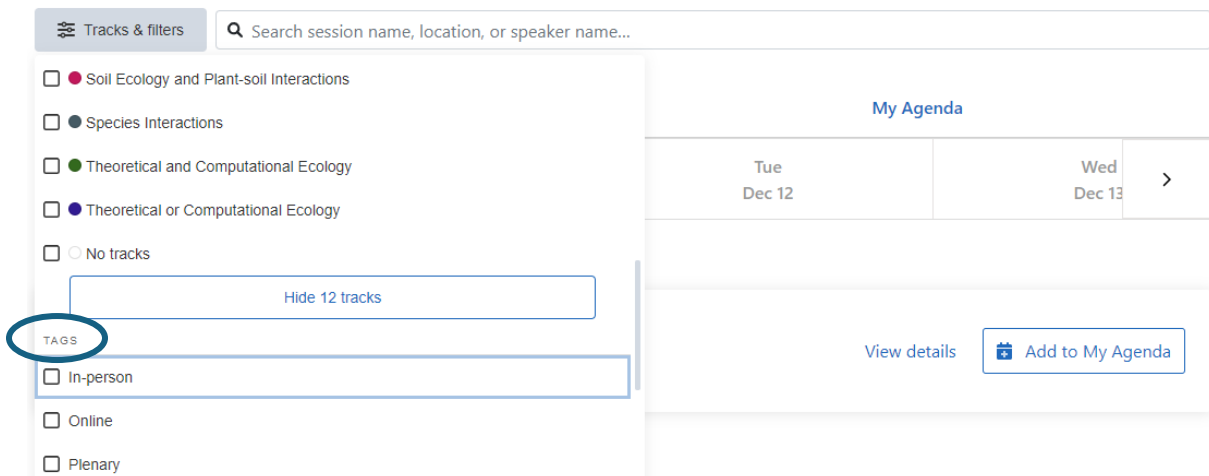 Tracks & filters
Search session name, location, or speaker name...
Soil Ecology and Plant-soil Interactions
Species Interactions
Theoretical and Computational Ecology
Theoretical or Computational Ecology
No tracks
Hide 12 tracks
TAGS
In-person
Online
Plenary
My Agenda
Tue
Dec 12
Wed
Dec 13
View details
Add to My Agenda